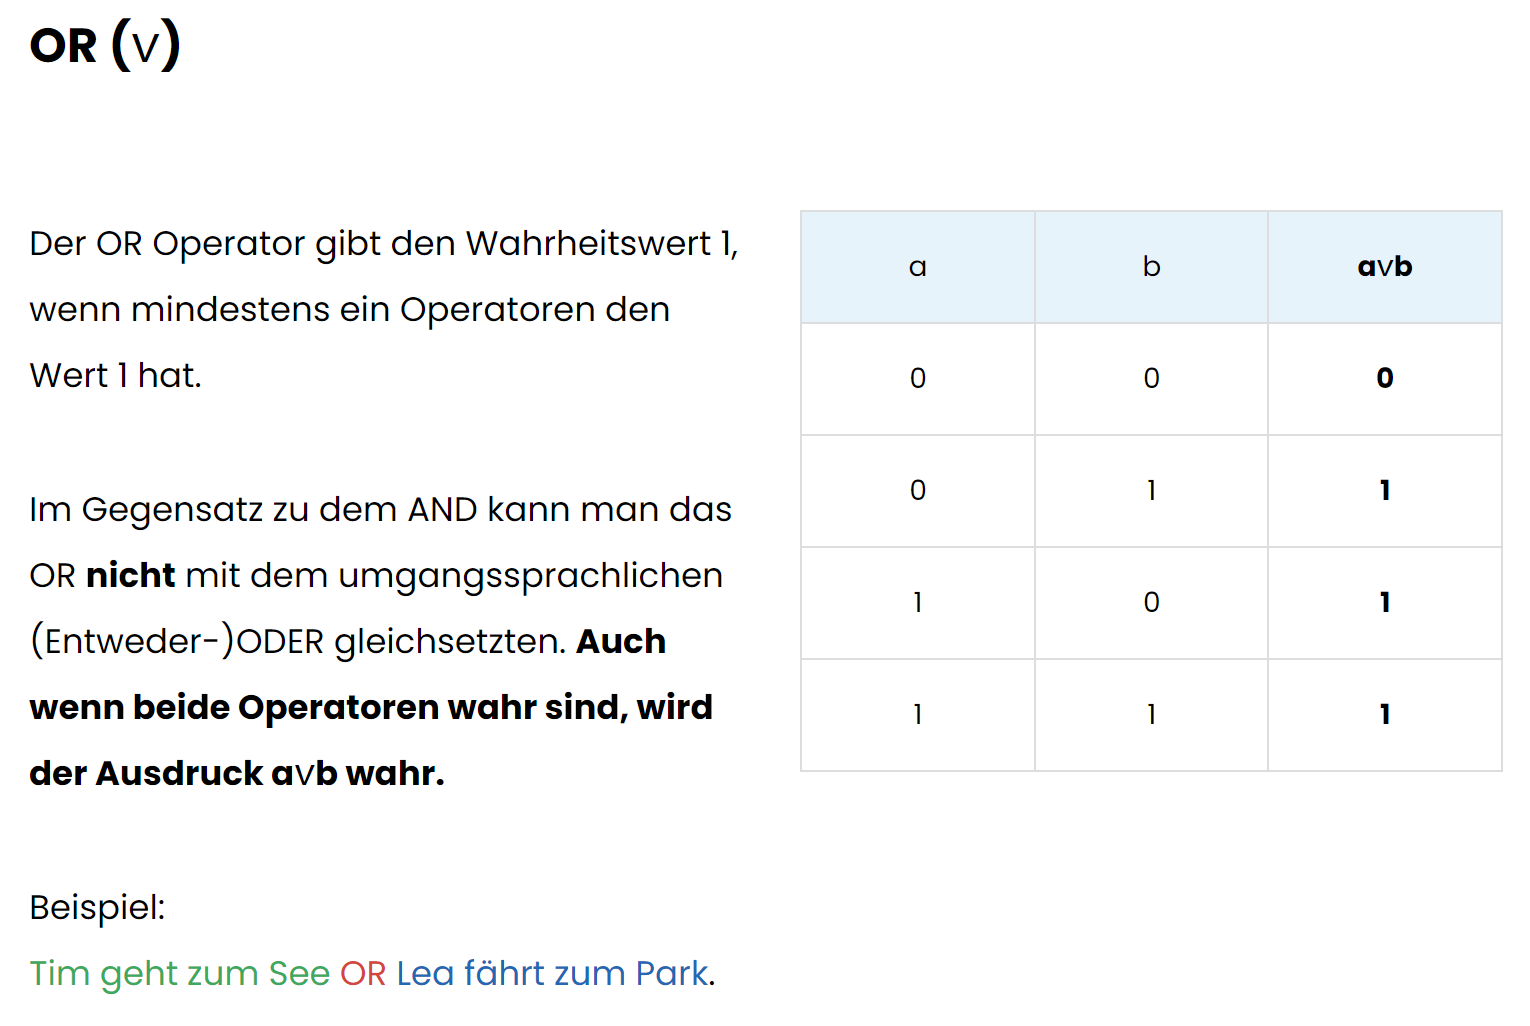 OR (∨)
Der OR Operator gibt den Wahrheitswert 1,
wenn mindestens ein Operatoren den
Wert 1 hat.
Im Gegensatz zu dem AND kann man das
OR nicht mit dem umgangssprachlichen
(Entweder-)ODER gleichsetzten. Auch
wenn beide Operatoren wahr sind, wird
der Ausdruck a∨b wahr.
Beispiel:
Tim geht zum See OR Lea fährt zum Park.
a b a∨b
0 0 0
0 1 1
1 0 1
1 1 1